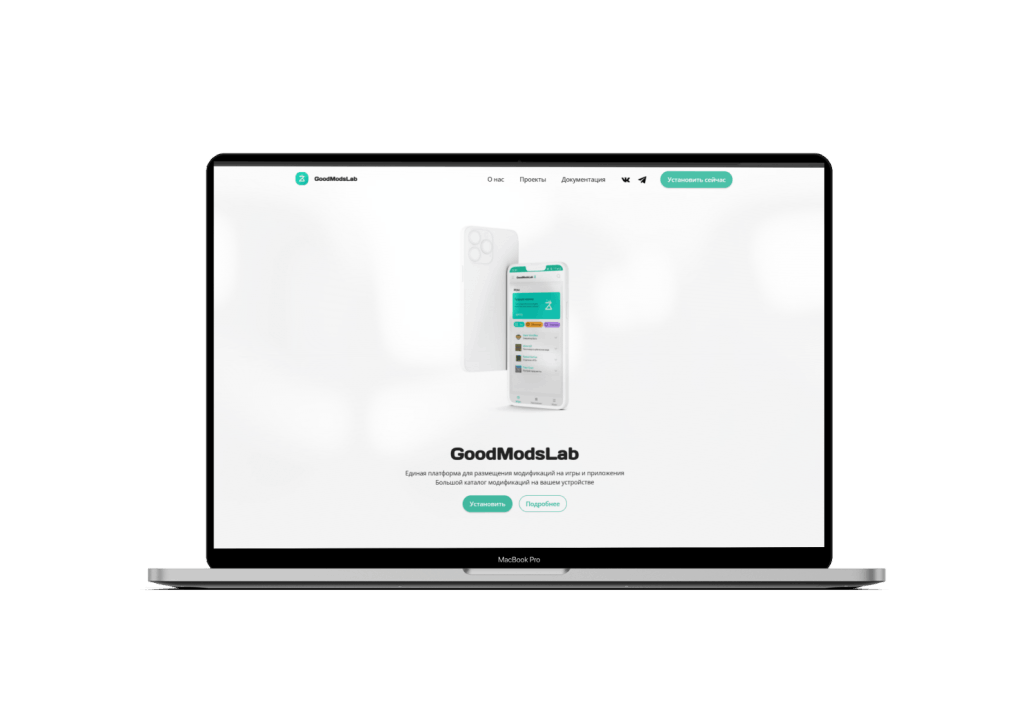 GoodModsLab
О нас
Проекты
Документация
Установить сейчас
GoodModsLab
Единая платформа для размещения модификаций на игры и приложения
Большой каталог модификаций на вашем устройстве
Установить
Подробнее
MacBook Pro